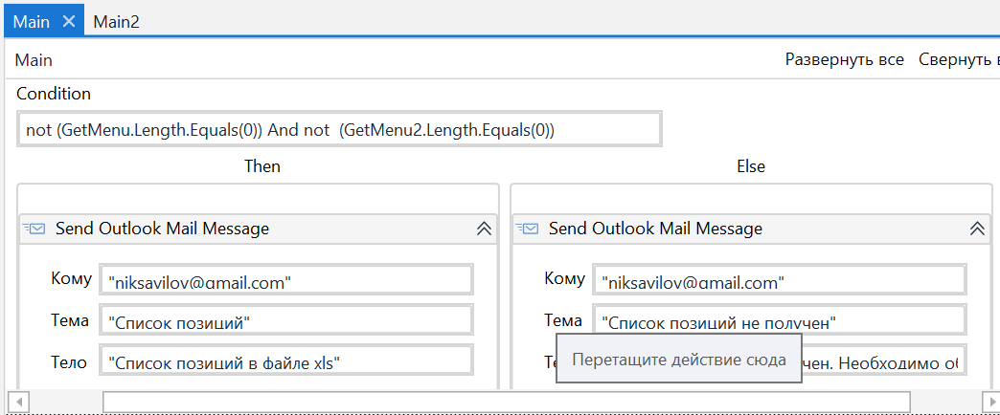 Main Main2
Main Развернуть все Свернуть
Condition
not (GetMenu.Length.Equals(0)) And not (GetMenu2.Length.Equals(0))
Then Else
Send Outlook Mail Message Send Outlook Mail Message
Кому "niksavilov@gmail.com" Кому "niksavilov@gmail.com"
Тема "Список позиций" Тема "Список позиций не получен"
Тело "Список позиций в файле xls" Перетащите действие сюда Необходимо